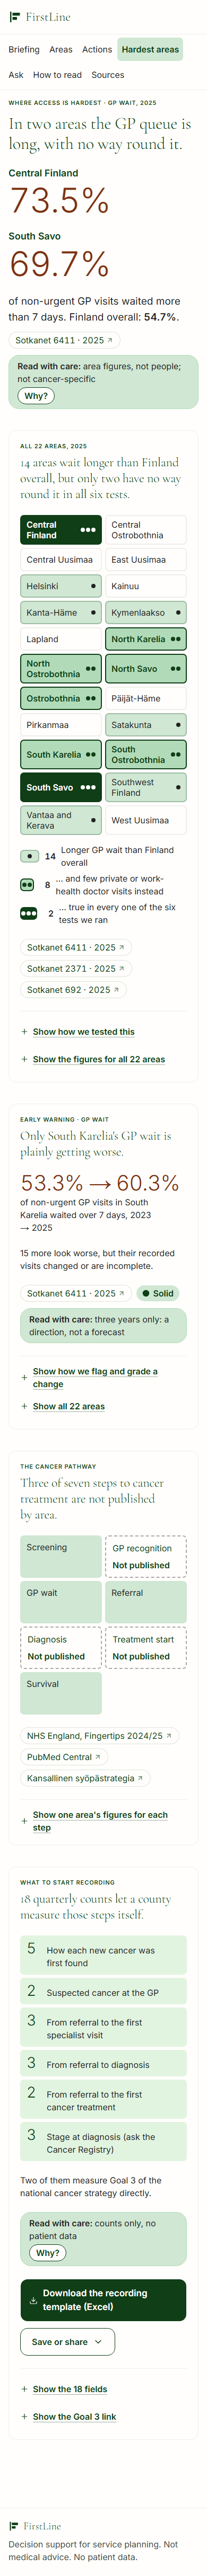 FirstLine
Briefing Areas Actions Hardest areas
Ask How to read Sources
WHERE ACCESS IS HARDEST · GP WAIT, 2025
In two areas the GP queue is
long, with no way round it.
Central Finland
73.5%
South Savo
69.7%
of non-urgent GP visits waited more
than 7 days. Finland overall: 54.7%.
Sotkanet 6411 · 2025 ↗
Read with care: area figures, not people;
not cancer-specific
Why?
ALL 22 AREAS, 2025
14 areas wait longer than Finland
overall, but only two have no way
round it in all six tests.
Central
Finland
Central
Ostrobothnia
Central Uusimaa
East Uusimaa
Helsinki
Kainuu
Kanta-Häme
Kymenlaakso
Lapland
North Karelia
North
Ostrobothnia
North Savo
Ostrobothnia
Päijät-Häme
Pirkanmaa
Satakunta
South Karelia
South
Ostrobothnia
South Savo
Southwest
Finland
Vantaa and
Kerava
West Uusimaa
14 Longer GP wait than Finland
overall
8 ... and few private or work-
health doctor visits instead
2 ... true in every one of the six
tests we ran
Sotkanet 6411 · 2025 ↗
Sotkanet 2371 · 2025 ↗
Sotkanet 692 · 2025 ↗
+ Show how we tested this
+ Show the figures for all 22 areas
EARLY WARNING · GP WAIT
Only South Karelia's GP wait is
plainly getting worse.
53.3% → 60.3%
of non-urgent GP visits in South
Karelia waited over 7 days, 2023
→ 2025
15 more look worse, but their recorded
visits changed or are incomplete.
Sotkanet 6411 · 2025 ↗ Solid
Read with care: three years only: a
direction, not a forecast
+ Show how we flag and grade a
change
+ Show all 22 areas
THE CANCER PATHWAY
Three of seven steps to cancer
treatment are not published
by area.
Screening
GP recognition
Not published
GP wait
Referral
Diagnosis
Not published
Treatment start
Not published
Survival
NHS England, Fingertips 2024/25 ↗
PubMed Central ↗
Kansallinen syöpästrategia ↗
+ Show one area's figures for each
step
WHAT TO START RECORDING
18 quarterly counts let a county
measure those steps itself.
5 How each new cancer was
first found
2 Suspected cancer at the GP
3 From referral to the first
specialist visit
3 From referral to diagnosis
2 From referral to the first
cancer treatment
3 Stage at diagnosis (ask the
Cancer Registry)
Two of them measure Goal 3 of the
national cancer strategy directly.
Read with care: counts only, no
patient data
Why?
Download the recording
template (Excel)
Save or share
+ Show the 18 fields
+ Show the Goal 3 link
FirstLine
Decision support for service planning. Not
medical advice. No patient data.